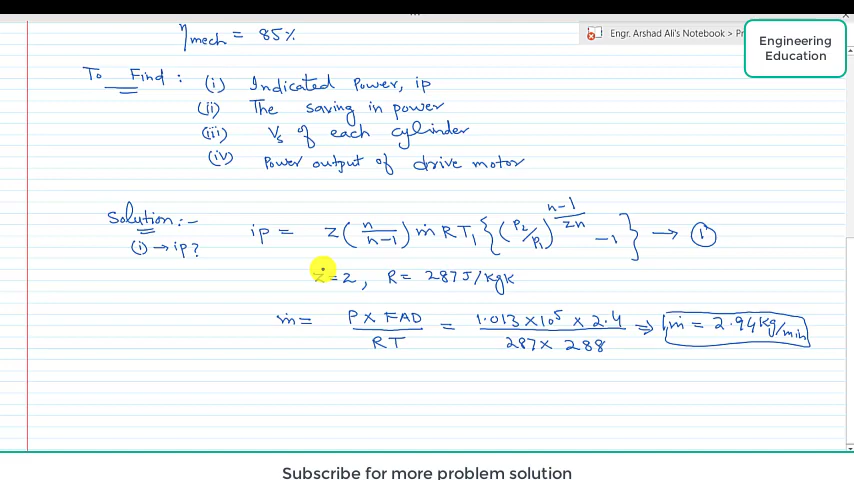 η mech = 85%
Engr. Arshad Ali's Notebook > Pr
Engineering
Education
To Find : (i) Indicated Power, ip
(ii) The saving in power
(iii) Vs of each cylinder
(iv) Power output of drive motor
Solution :-
(i) → ip?
ip = z(n/n-1) ṁ R T₁ {(P₂/P₁)^(n-1/zn) - 1} → (1)
z = 2, R = 287 J/kgK
ṁ = P X FAD / RT = 1.013 × 10⁵ × 2.4 / 287 × 288 ⇒ ṁ = 2.94 kg/min
Subscribe for more problem solution